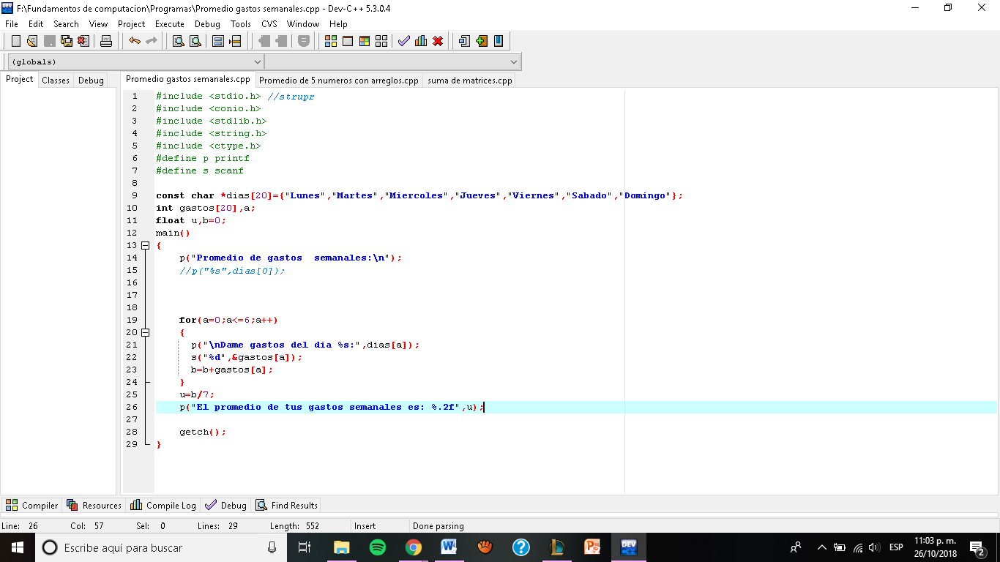 F:\Fundamentos de computacion\Programas\Promedio gastos semanales.cpp - Dev-C++ 5.3.0.4
File Edit Search View Project Execute Debug Tools CVS Window Help
(globals)
Project Classes Debug
Promedio gastos semanales.cpp Promedio de 5 numeros con arreglos.cpp suma de matrices.cpp
1 #include <stdio.h> //strupr
2 #include <conio.h>
3 #include <stdlib.h>
4 #include <string.h>
5 #include <ctype.h>
6 #define p printf
7 #define s scanf
8
9 const char *dias[20]={"Lunes","Martes","Miercoles","Jueves","Viernes","Sabado","Domingo"};
10 int gastos[20],a;
11 float u,b=0;
12 main()
13 {
14 p("Promedio de gastos  semanales:\n");
15 //p("%s",dias[0]);
16
17
18
19 for(a=0;a<=6;a++)
20 {
21 p("\nDame gastos del dia %s:",dias[a]);
22 s("%d",&gastos[a]);
23 b=b+gastos[a];
24 }
25 u=b/7;
26 p("El promedio de tus gastos semanales es: %.2f",u);
27
28 getch();
29 }
Compiler Resources Compile Log Debug Find Results
Line: 26 Col: 57 Sel: 0 Lines: 29 Length: 552 Insert Done parsing
Escribe aquí para buscar
ESP
11:03 p. m.
26/10/2018
2
DEV